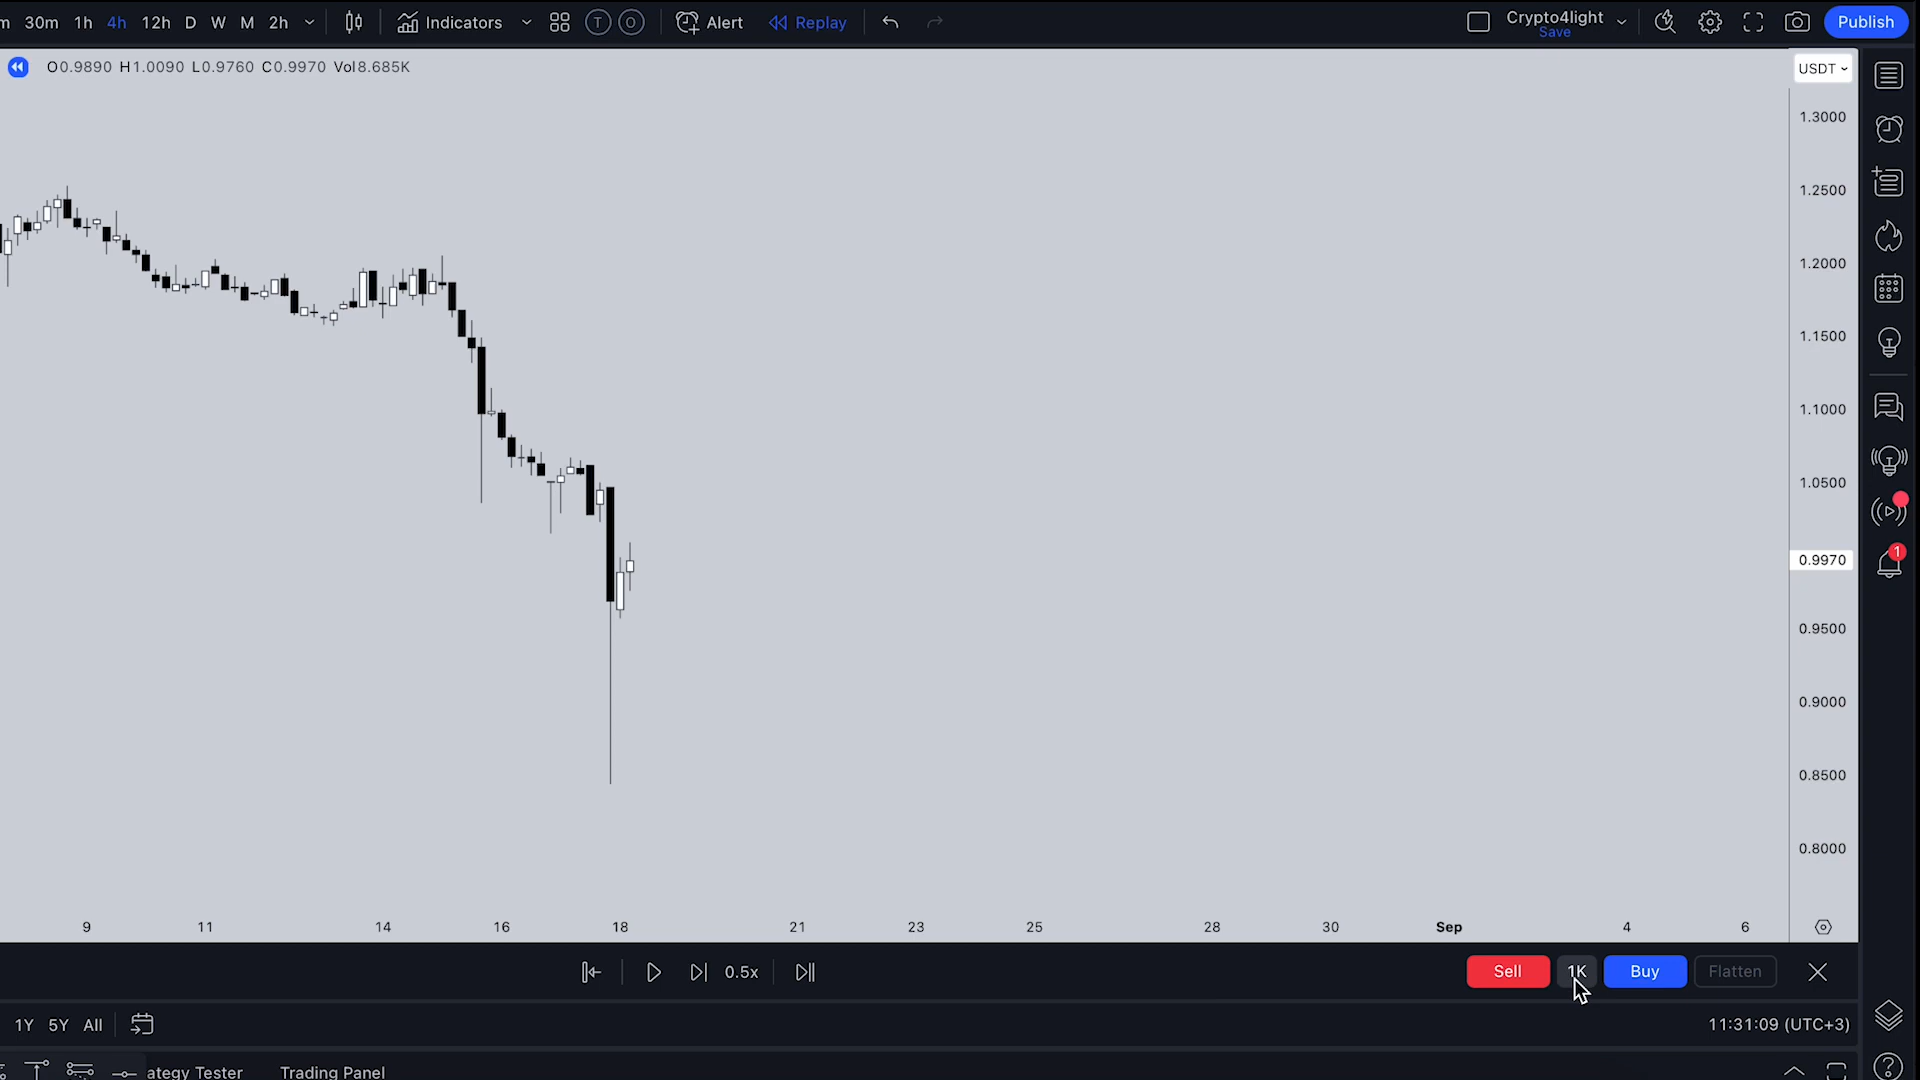 m 30m 1h 4h 12h D W M 2h Indicators T O Alert Replay Crypto4light Publish
Save
O0.9890 H1.0090 L0.9760 C0.9970 Vol8.685K
USDT
1.3000
1.2500
1.2000
1.1500
1.1000
1.0500
0.9970
0.9500
0.9000
0.8500
0.8000
1
9 11 14 16 18 21 23 25 28 30 Sep 4 6
0.5x Sell 1K Buy Flatten
1Y 5Y All 11:31:09 (UTC+3)
ategy Tester Trading Panel